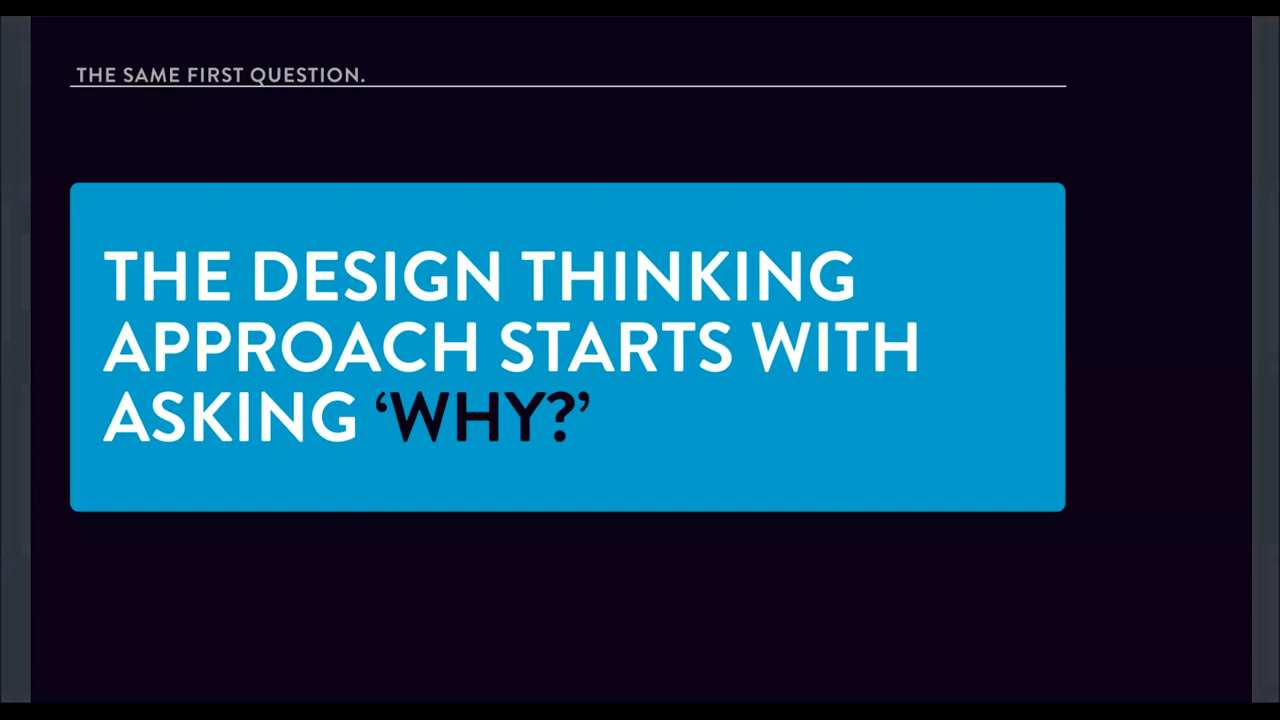 THE SAME FIRST QUESTION.
THE DESIGN THINKING
APPROACH STARTS WITH
ASKING ‘WHY?’